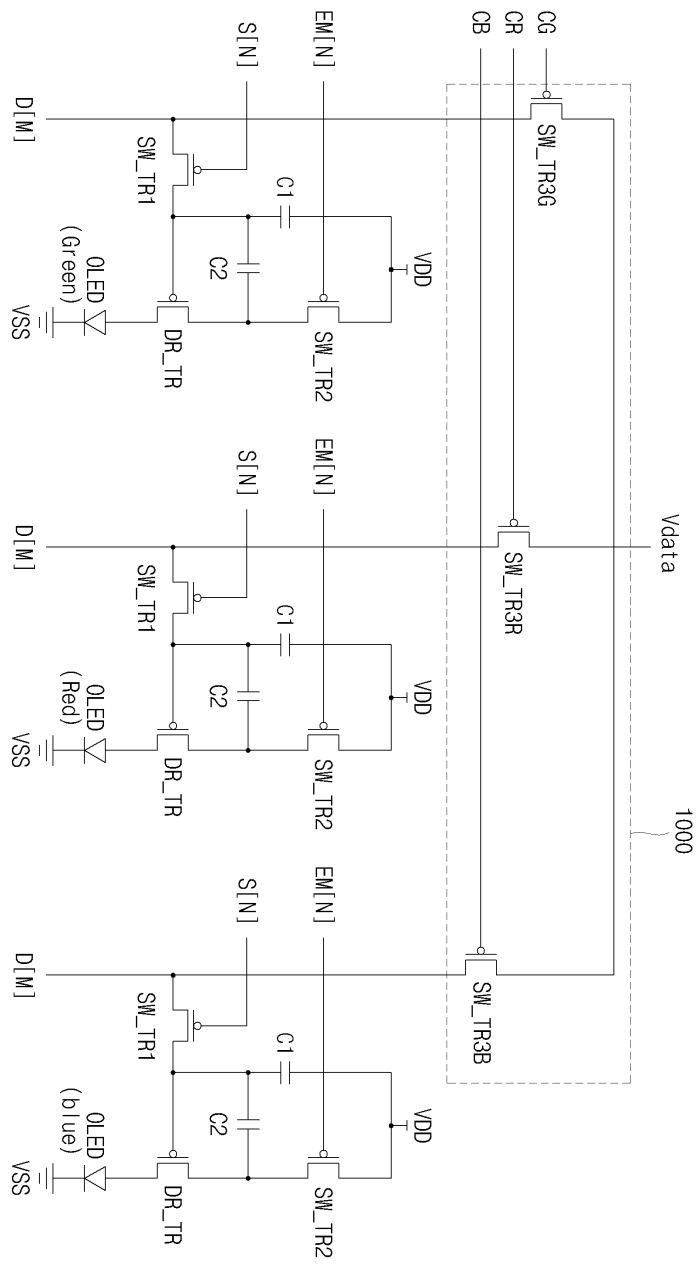 Vdata
1000
CG
CR
CB
SW_TR3G
SW_TR3R
SW_TR3B
EM[N]
S[N]
D[M]
SW_TR1
C1
C2
VDD
SW_TR2
DR_TR
OLED
(Green)
VSS
EM[N]
S[N]
D[M]
SW_TR1
C1
C2
VDD
SW_TR2
DR_TR
OLED
(Red)
VSS
EM[N]
S[N]
D[M]
SW_TR1
C1
C2
VDD
SW_TR2
DR_TR
OLED
(blue)
VSS